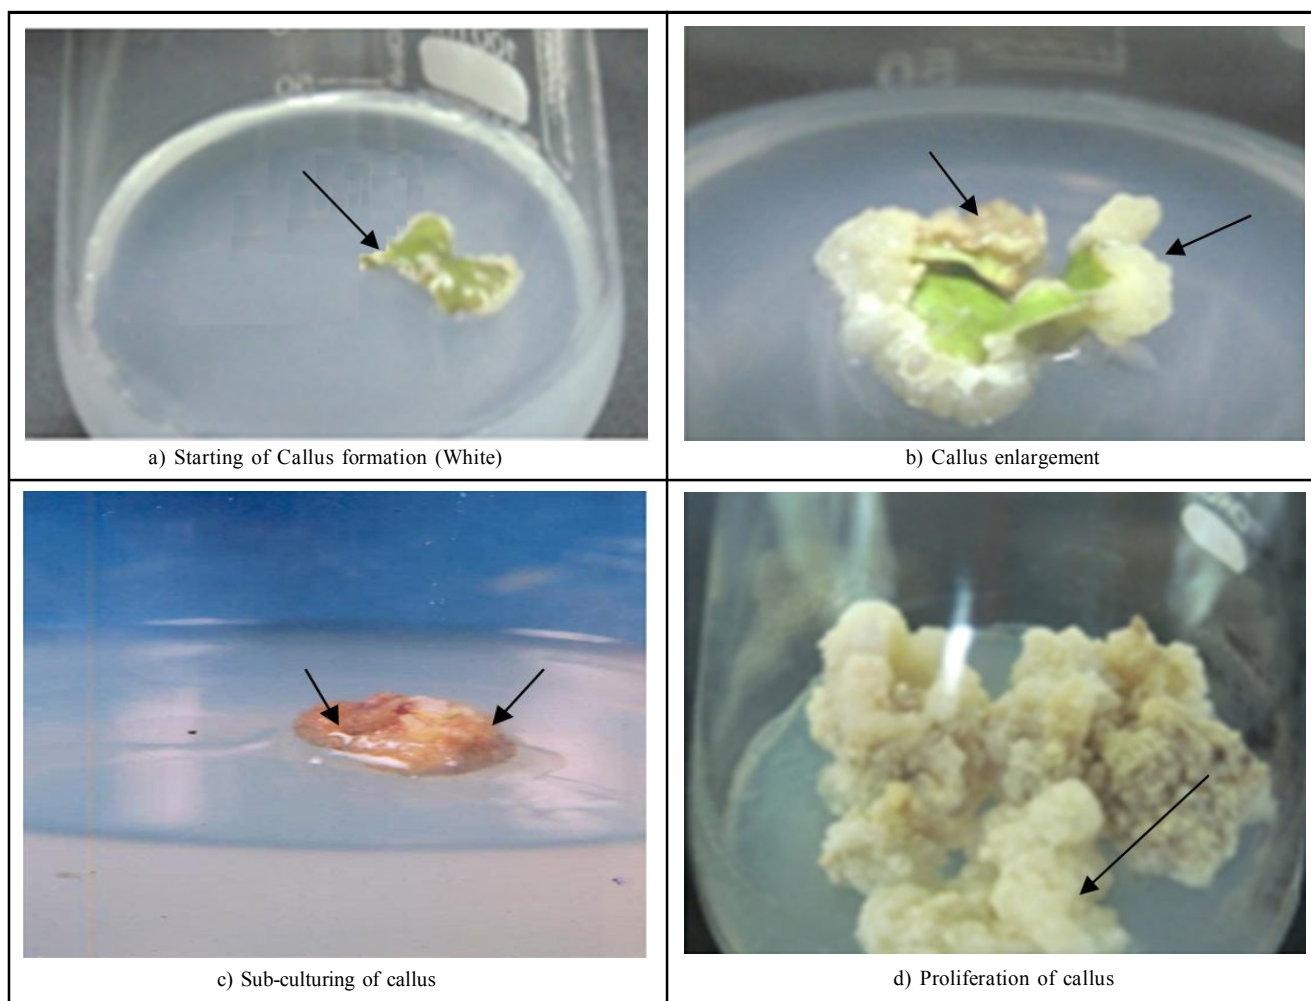 a) Starting of Callus formation (White)
b) Callus enlargement
c) Sub-culturing of callus
d) Proliferation of callus